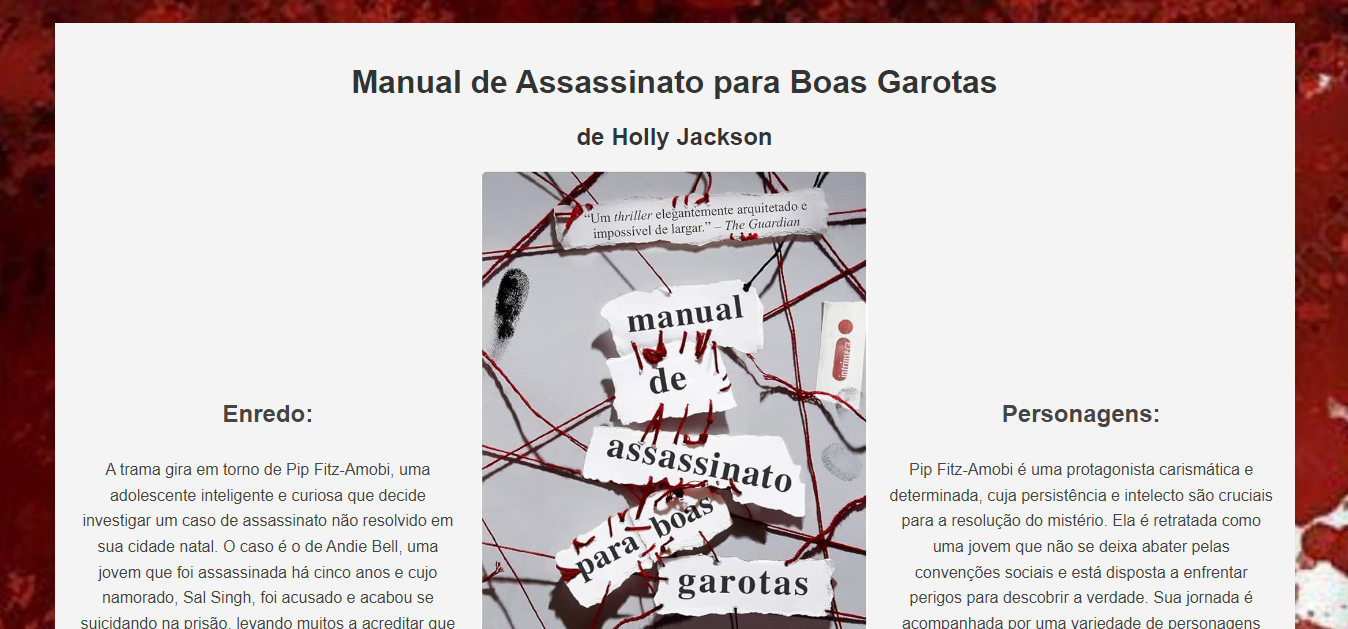 Manual de Assassinato para Boas Garotas
de Holly Jackson
“Um thriller elegantemente arquitetado e
impossível de largar.” – The Guardian
manual
de
assassinato
para boas
garotas
intrínseca
Enredo:
A trama gira em torno de Pip Fitz-Amobi, uma
adolescente inteligente e curiosa que decide
investigar um caso de assassinato não resolvido em
sua cidade natal. O caso é o de Andie Bell, uma
jovem que foi assassinada há cinco anos e cujo
namorado, Sal Singh, foi acusado e acabou se
suicidando na prisão, levando muitos a acreditar que
Personagens:
Pip Fitz-Amobi é uma protagonista carismática e
determinada, cuja persistência e intelecto são cruciais
para a resolução do mistério. Ela é retratada como
uma jovem que não se deixa abater pelas
convenções sociais e está disposta a enfrentar
perigos para descobrir a verdade. Sua jornada é
acompanhada por uma variedade de personagens